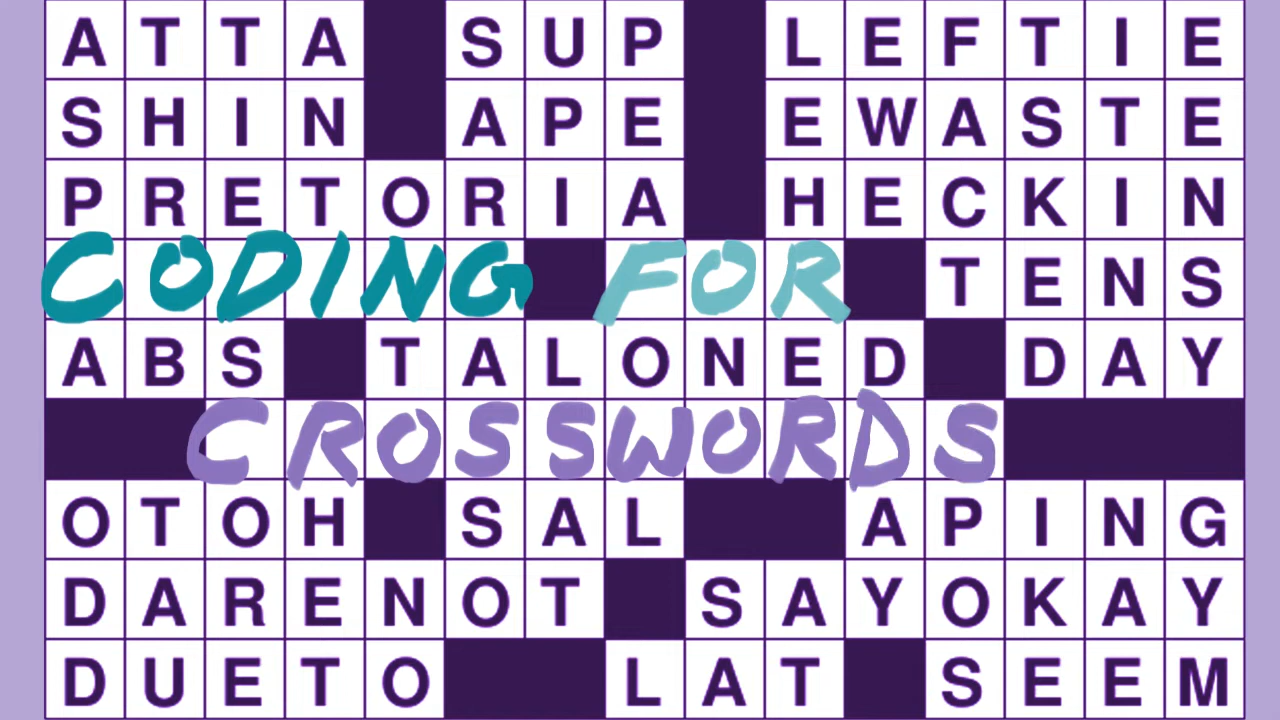 ATTA SUP LEFTIE
SHIN APE EWASTE
PRETORIA HECKIN
CODING FOR TENS
ABS TALONED DAY
CROSSWORDS
OTOH SAL APING
DARENOT SAYOKAY
DUETO LAT SEEM